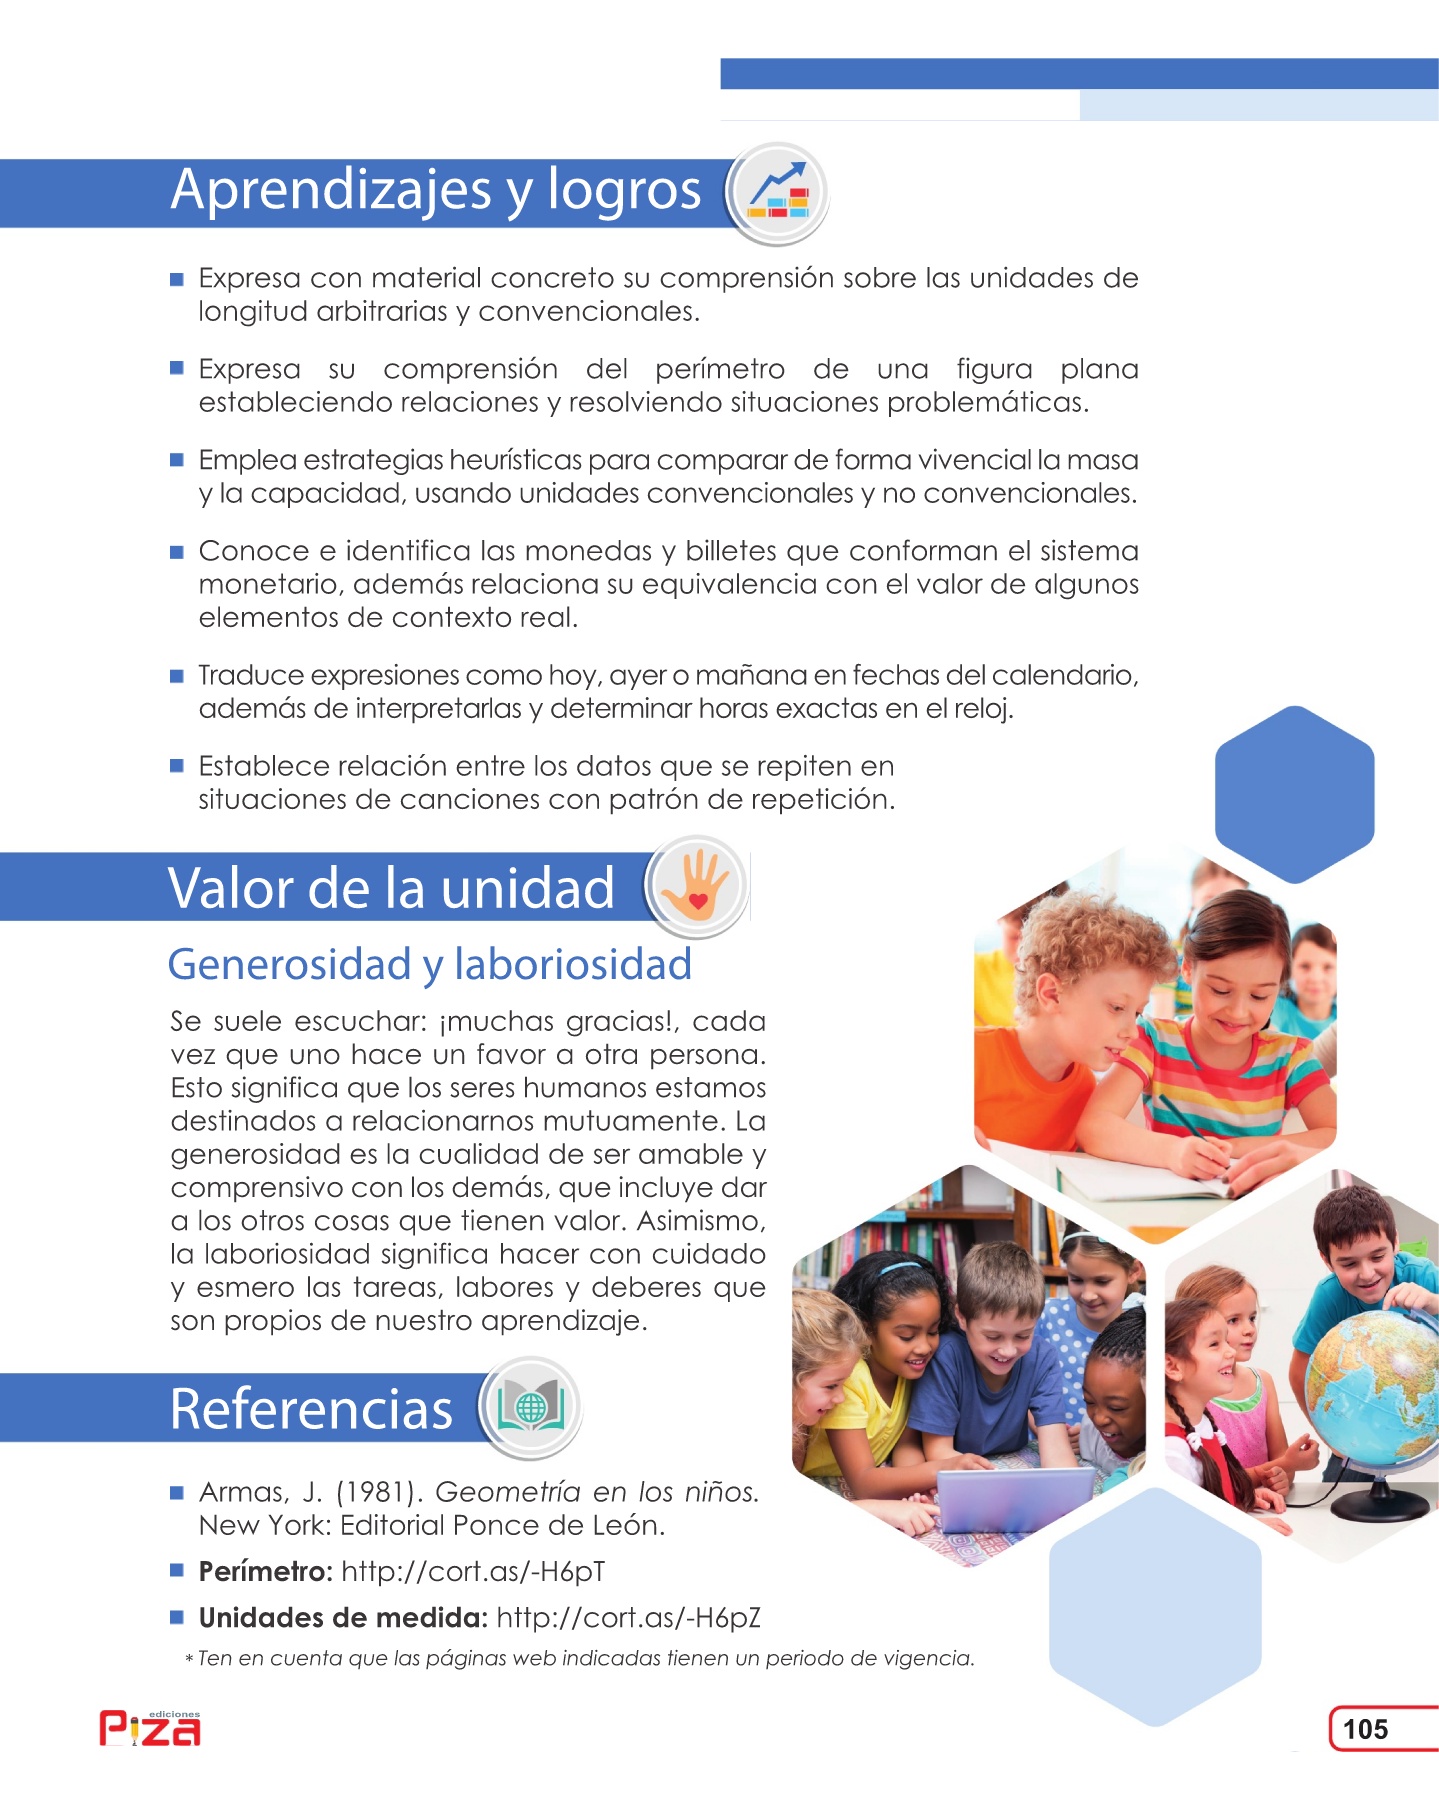 Aprendizajes y logros
Expresa con material concreto su comprensión sobre las unidades de
longitud arbitrarias y convencionales.
Expresa su comprensión del perímetro de una figura plana
estableciendo relaciones y resolviendo situaciones problemáticas.
Emplea estrategias heurísticas para comparar de forma vivencial la masa
y la capacidad, usando unidades convencionales y no convencionales.
Conoce e identifica las monedas y billetes que conforman el sistema
monetario, además relaciona su equivalencia con el valor de algunos
elementos de contexto real.
Traduce expresiones como hoy, ayer o mañana en fechas del calendario,
además de interpretarlas y determinar horas exactas en el reloj.
Establece relación entre los datos que se repiten en
situaciones de canciones con patrón de repetición.
Valor de la unidad
Generosidad y laboriosidad
Se suele escuchar: ¡muchas gracias!, cada
vez que uno hace un favor a otra persona.
Esto significa que los seres humanos estamos
destinados a relacionarnos mutuamente. La
generosidad es la cualidad de ser amable y
comprensivo con los demás, que incluye dar
a los otros cosas que tienen valor. Asimismo,
la laboriosidad significa hacer con cuidado
y esmero las tareas, labores y deberes que
son propios de nuestro aprendizaje.
Referencias
Armas, J. (1981). Geometría en los niños.
New York: Editorial Ponce de León.
Perímetro: http://cort.as/-H6pT
Unidades de medida: http://cort.as/-H6pZ
* Ten en cuenta que las páginas web indicadas tienen un periodo de vigencia.
ediciones
Piza
105